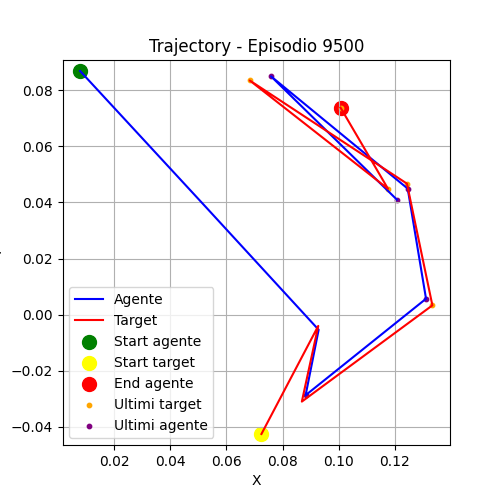 Trajectory - Episodio 9500
0.08
0.06
0.04
0.02
0.00
−0.02
−0.04
Agente
Target
Start agente
Start target
End agente
Ultimi target
Ultimi agente
0.02 0.04 0.06 0.08 0.10 0.12
X